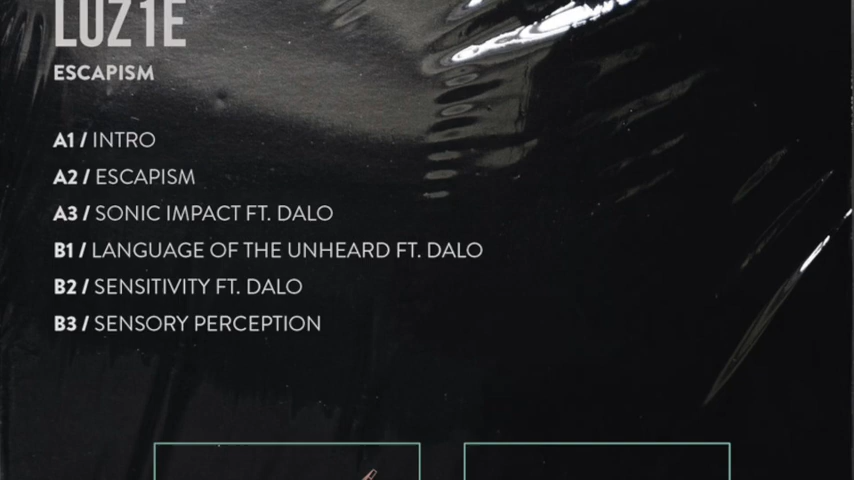 LUZ1E
ESCAPISM
A1 / INTRO
A2 / ESCAPISM
A3 / SONIC IMPACT FT. DALO
B1 / LANGUAGE OF THE UNHEARD FT. DALO
B2 / SENSITIVITY FT. DALO
B3 / SENSORY PERCEPTION